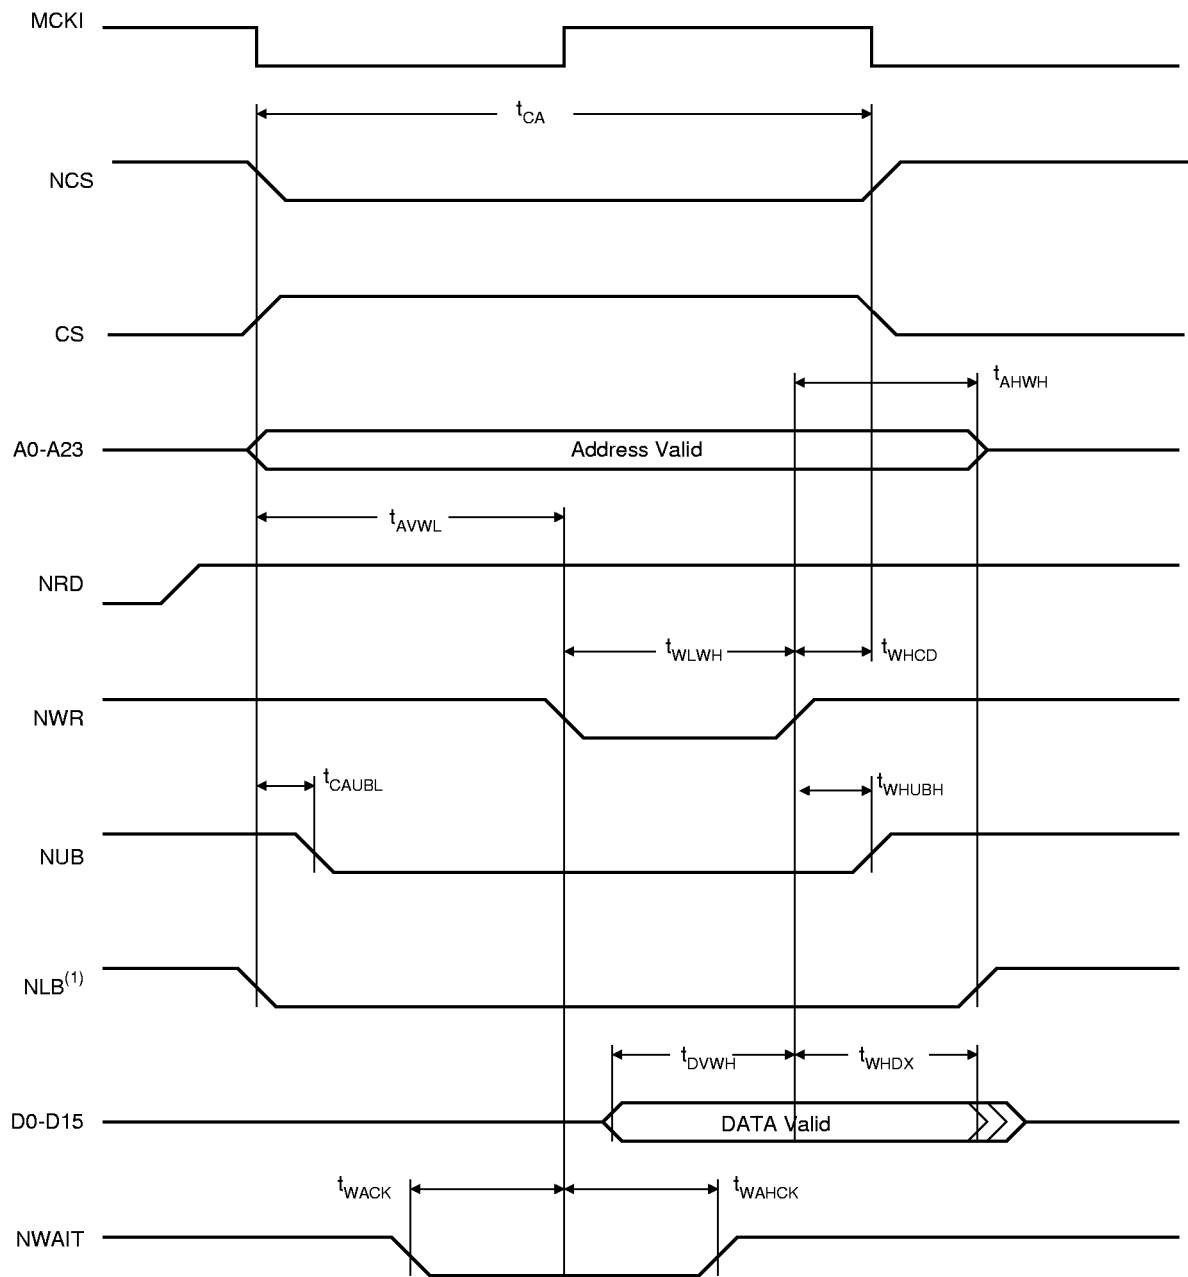 MCKI
tCA
NCS
CS
tAHWH
A0-A23
Address Valid
tAVWL
NRD
tWLWH
tWHCD
NWR
tCAUBL
tWHUBH
NUB
NLB(1)
tDVWH
tWHDX
D0-D15
DATA Valid
tWACK
tWAHCK
NWAIT